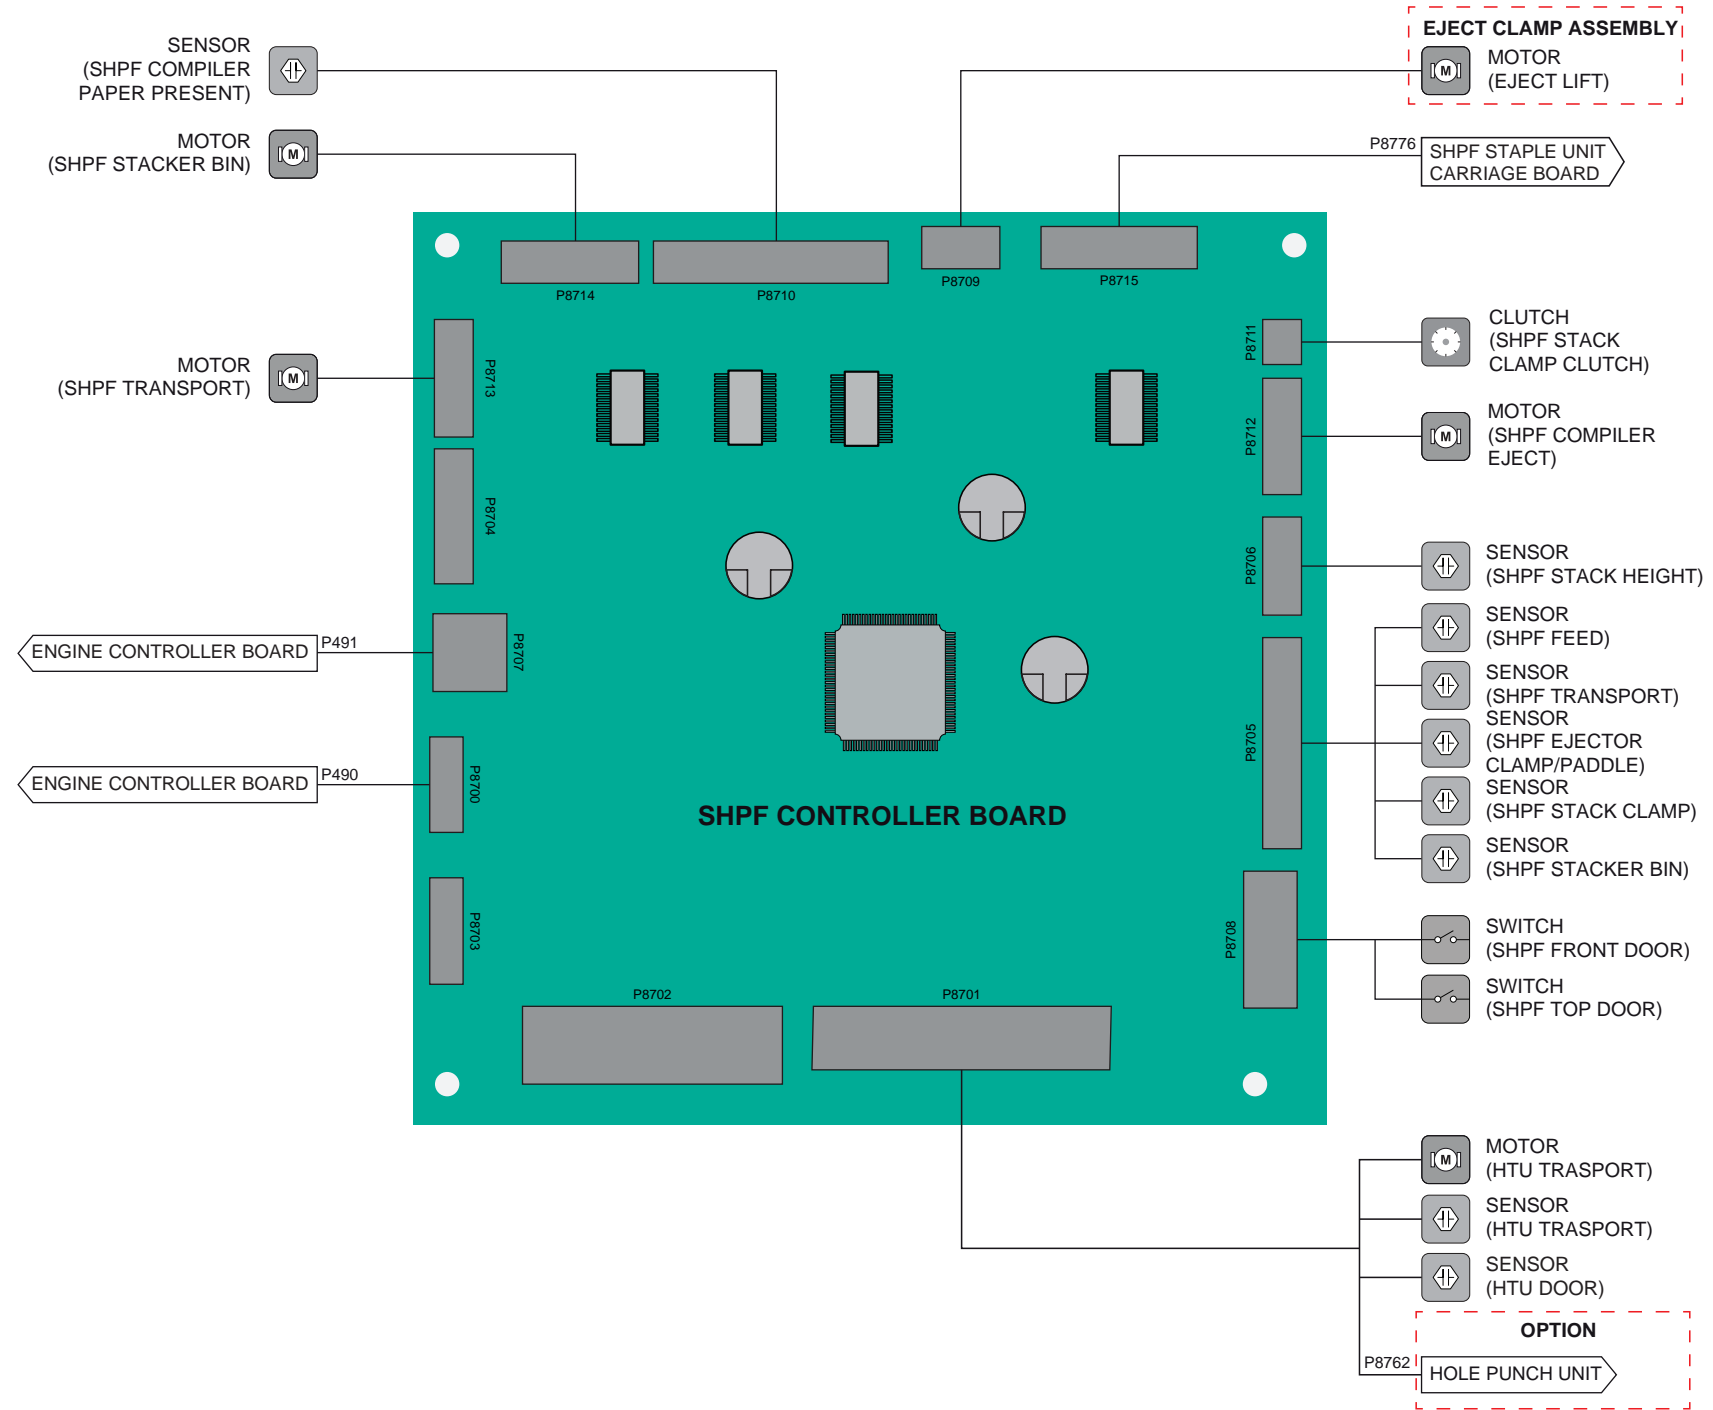 SENSOR
(SHPF COMPILER
PAPER PRESENT)
MOTOR
(SHPF STACKER BIN)
EJECT CLAMP ASSEMBLY
MOTOR
(EJECT LIFT)
P8776
SHPF STAPLE UNIT
CARRIAGE BOARD
P8714
P8710
P8709
P8715
MOTOR
(SHPF TRANSPORT)
P8713
P8704
P8711
CLUTCH
(SHPF STACK
CLAMP CLUTCH)
P8712
MOTOR
(SHPF COMPILER
EJECT)
P8706
SENSOR
(SHPF STACK HEIGHT)
ENGINE CONTROLLER BOARD
P491
P8707
ENGINE CONTROLLER BOARD
P490
P8700
P8703
SHPF CONTROLLER BOARD
P8705
SENSOR
(SHPF FEED)
SENSOR
(SHPF TRANSPORT)
SENSOR
(SHPF EJECTOR
CLAMP/PADDLE)
SENSOR
(SHPF STACK CLAMP)
SENSOR
(SHPF STACKER BIN)
P8708
SWITCH
(SHPF FRONT DOOR)
SWITCH
(SHPF TOP DOOR)
P8702
P8701
M
M
M
M
M
M
MOTOR
(HTU TRASPORT)
SENSOR
(HTU TRASPORT)
SENSOR
(HTU DOOR)
OPTION
P8762
HOLE PUNCH UNIT